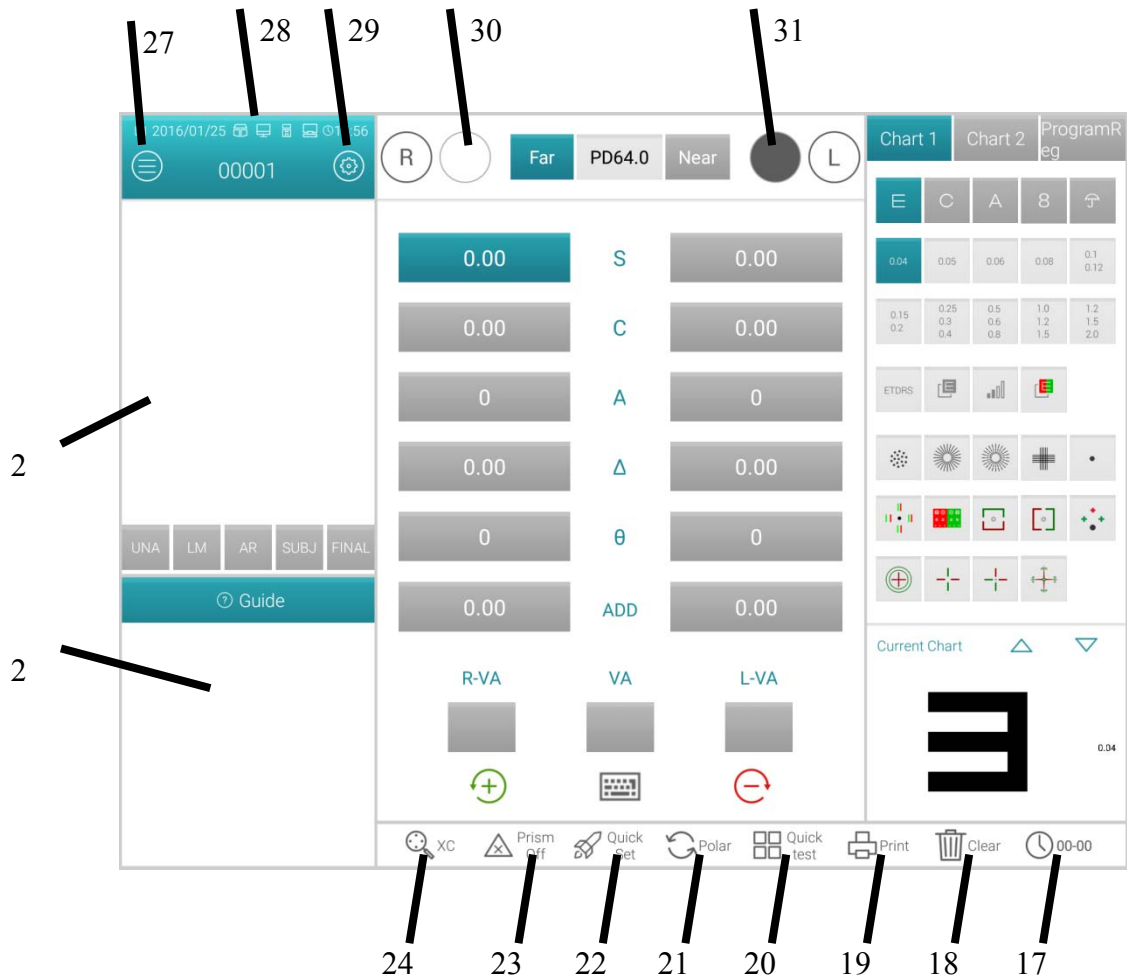 27
28
29
30
31
2016/01/25
:56
00001
R
Far
PD64.0
Near
L
Chart 1
Chart 2
ProgramR
eg
E
C
A
8
0.04
0.05
0.06
0.08
0.1
0.12
0.15
0.2
0.25
0.3
0.4
0.5
0.6
0.8
1.0
1.2
1.5
1.2
1.5
2.0
ETDRS
0.00
S
0.00
0.00
C
0.00
0
A
0
0.00
Δ
0.00
0
θ
0
0.00
ADD
0.00
2
UNA
LM
AR
SUBJ
FINAL
Guide
2
R-VA
VA
L-VA
Current Chart
0.04
XC
Prism
Off
Quick
Set
Polar
Quick
test
Print
Clear
00-00
24
23
22
21
20
19
18
17